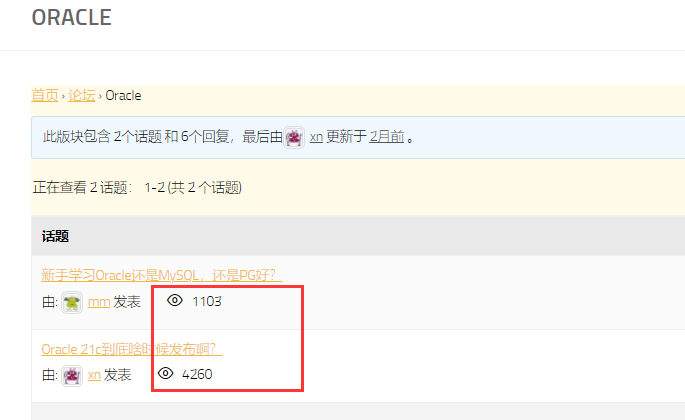 ORACLE
首页 › 论坛 › Oracle
此版块包含 2个话题 和 6个回复，最后由 xn 更新于 2月前 。
正在查看 2 话题： 1-2 (共 2 个话题)
话题
新手学习Oracle还是MySQL，还是PG好？
由: mm 发表 1103
Oracle 21c到底啥时候发布啊？
由: xn 发表 4260